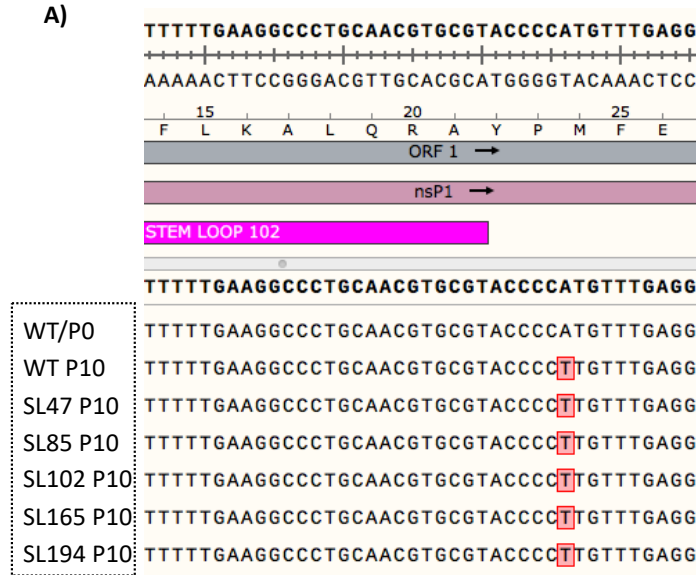 A)
TTTTTGAAGGCCCTGCAACGTGCGTACCCCATGTTTGAGG
AAAAACTTCCGGGACGTTGCACGCATGGGGTACAAACTCC
15 20 25
F L K A L Q R A Y P M F E
ORF 1 →
nsP1 →
STEM LOOP 102
TTTTTGAAGGCCCTGCAACGTGCGTACCCCATGTTTGAGG
WT/P0 TTTTTGAAGGCCCTGCAACGTGCGTACCCCATGTTTGAGG
WT P10 TTTTTGAAGGCCCTGCAACGTGCGTACCCCTTGTTTGAGG
SL47 P10 TTTTTGAAGGCCCTGCAACGTGCGTACCCCTTGTTTGAGG
SL85 P10 TTTTTGAAGGCCCTGCAACGTGCGTACCCCTTGTTTGAGG
SL102 P10 TTTTTGAAGGCCCTGCAACGTGCGTACCCCTTGTTTGAGG
SL165 P10 TTTTTGAAGGCCCTGCAACGTGCGTACCCCTTGTTTGAGG
SL194 P10 TTTTTGAAGGCCCTGCAACGTGCGTACCCCTTGTTTGAGG